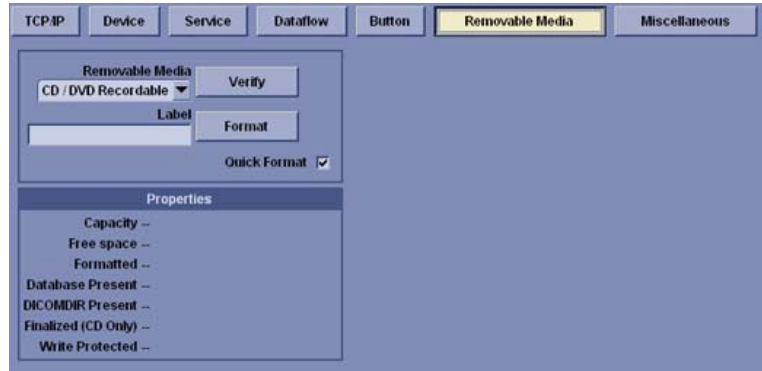 TCP/IP Device Service Dataflow Button Removable Media Miscellaneous
Removable Media
CD / DVD Recordable Verify
Label
Format
Quick Format
Properties
Capacity --
Free space --
Formatted --
Database Present --
DICOMDIR Present --
Finalized (CD Only) --
Write Protected --